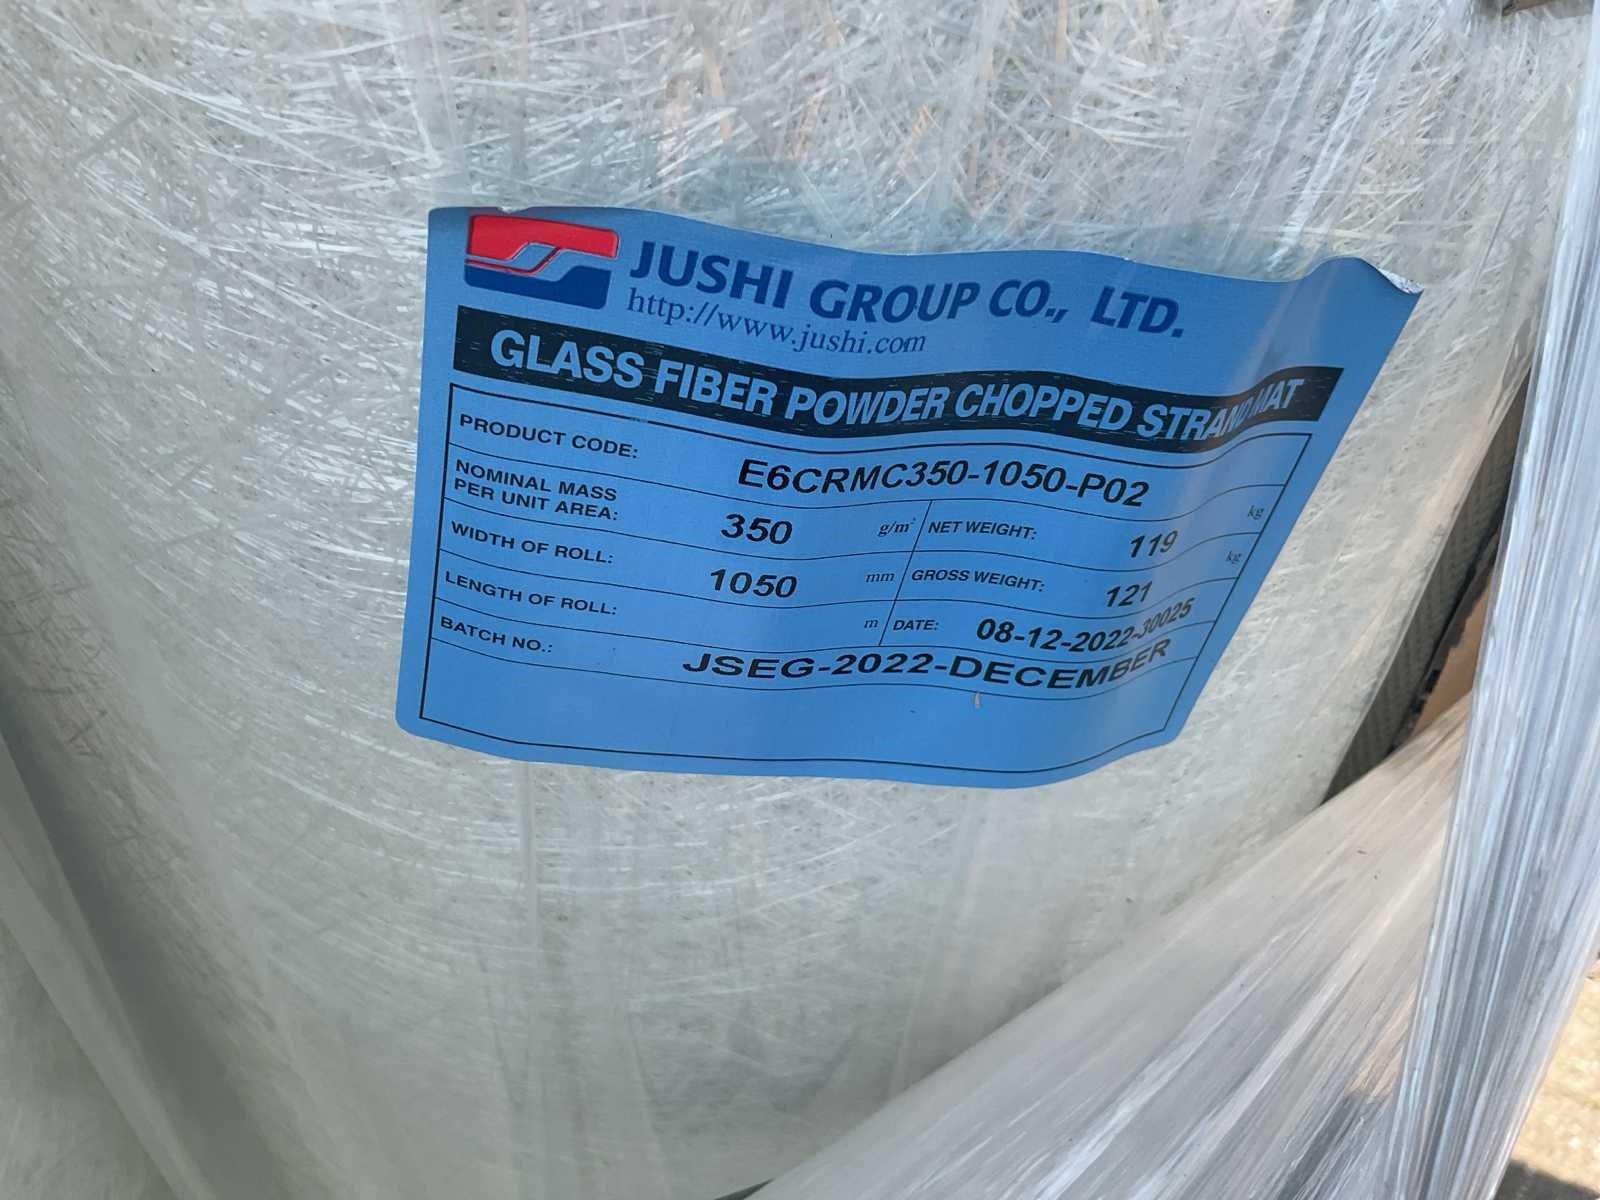 JUSHI GROUP CO., LTD.
http://www.jushi.com
GLASS FIBER POWDER CHOPPED STRAND MAT
PRODUCT CODE: E6CRMC350-1050-P02
NOMINAL MASS
PER UNIT AREA: 350 g/m² NET WEIGHT: 119 kg
WIDTH OF ROLL: 1050 mm GROSS WEIGHT: 121 kg
LENGTH OF ROLL: m DATE: 08-12-2022-30025
BATCH NO.: JSEG-2022-DECEMBER